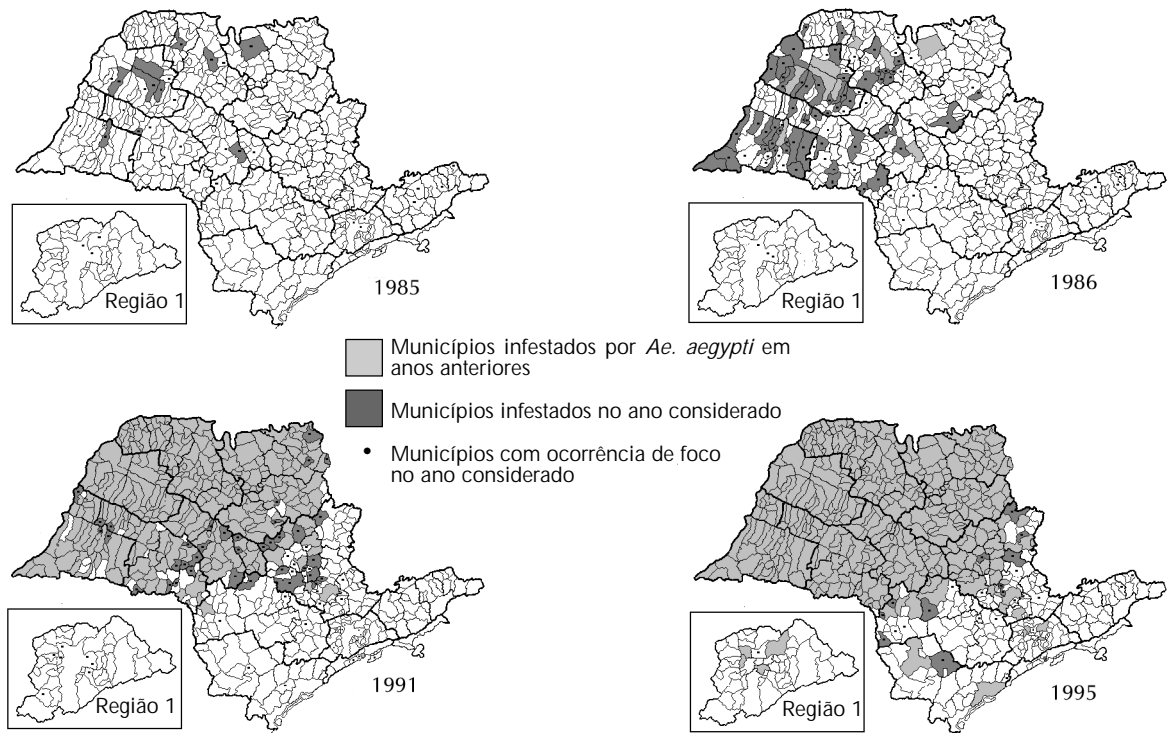 Região 1
1985
Região 1
1986
Municípios infestados por Ae. aegypti em
anos anteriores
Municípios infestados no ano considerado
Municípios com ocorrência de foco
no ano considerado
Região 1
1991
Região 1
1995